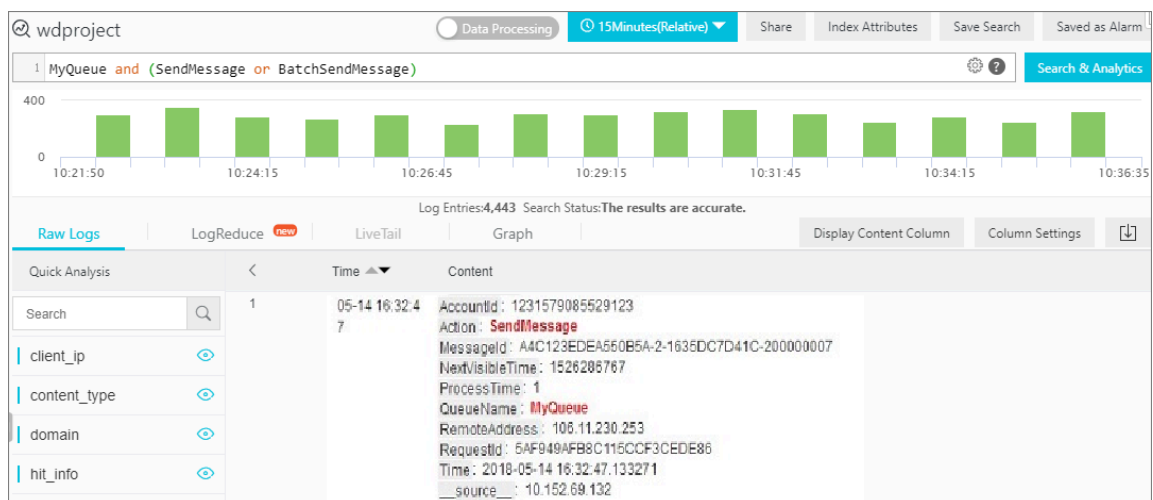 wdproject
Data Processing
15Minutes(Relative)
Share
Index Attributes
Save Search
Saved as Alarm
1 MyQueue and (SendMessage or BatchSendMessage)
Search & Analytics
400
0
10:21:50 10:24:15 10:26:45 10:29:15 10:31:45 10:34:15 10:36:35
Log Entries:4,443 Search Status:The results are accurate.
Raw Logs
LogReduce new
LiveTail
Graph
Display Content Column
Column Settings
Quick Analysis
< Time Content
Search
client_ip
content_type
domain
hit_info
1
05-14 16:32:4
7
AccountId : 1231579085529123
Action : SendMessage
MessageId : A4C123EDEA550B5A-2-1635DC7D41C-200000007
NextVisibleTime : 1526286767
ProcessTime : 1
QueueName : MyQueue
RemoteAddress : 106.11.230.253
RequestId : 5AF949AFB8C115CCF3CEDE86
Time : 2018-05-14 16:32:47.133271
__source__ : 10.152.69.132